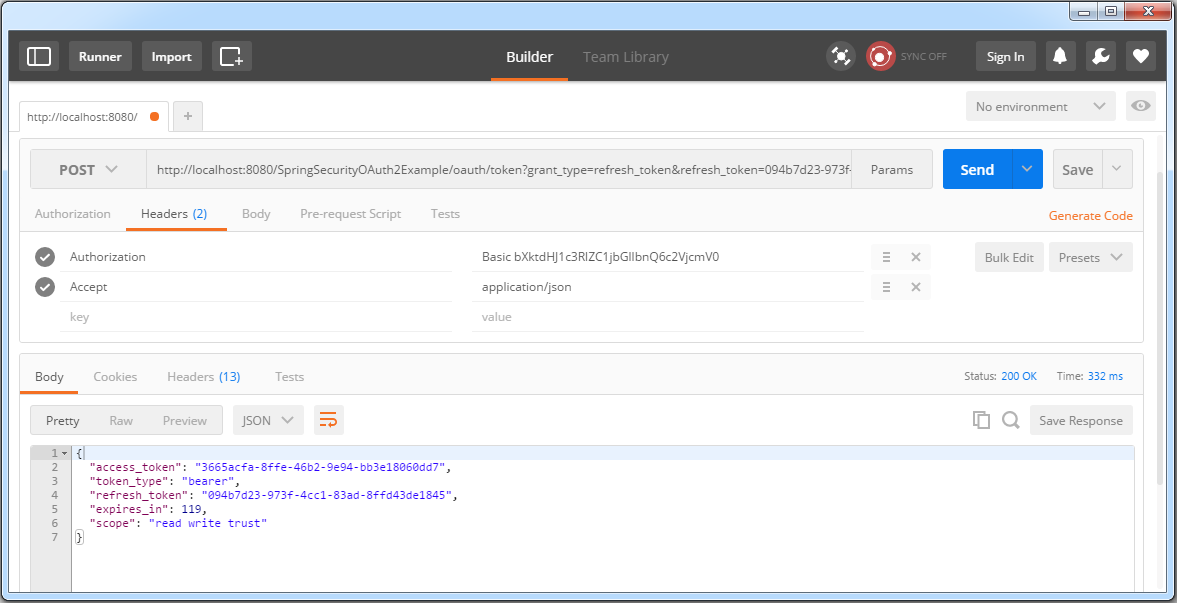 Runner Import Builder Team Library SYNC OFF Sign In
http://localhost:8080/ + No environment
POST http://localhost:8080/SpringSecurityOAuth2Example/oauth/token?grant_type=refresh_token&refresh_token=094b7d23-973f- Params Send Save
Authorization Headers (2) Body Pre-request Script Tests Generate Code
Authorization Basic bXktdHJ1c3RlZC1jbGllbnQ6c2VjcmV0 Bulk Edit Presets
Accept application/json
key value
Body Cookies Headers (13) Tests Status: 200 OK Time: 332 ms
Pretty Raw Preview JSON Save Response
1 {
2 "access_token": "3665acfa-8ffe-46b2-9e94-bb3e18060dd7",
3 "token_type": "bearer",
4 "refresh_token": "094b7d23-973f-4cc1-83ad-8ffd43de1845",
5 "expires_in": 119,
6 "scope": "read write trust"
7 }